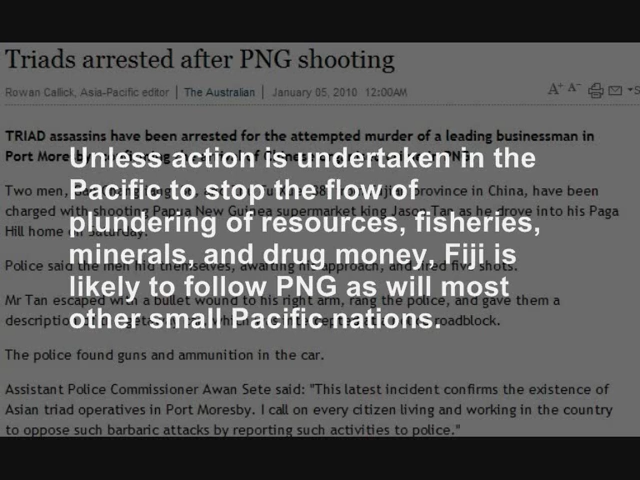 Triads arrested after PNG shooting
Rowan Callick, Asia-Pacific editor | The Australian | January 05, 2010 12:00AM
A+ A-
TRIAD assassins have been arrested for the attempted murder of a leading businessman in
Port Moresby
Unless action is undertaken in the
Pacific to stop the flow of
plundering of resources, fisheries,
minerals, and drug money, Fiji is
likely to follow PNG as will most
other small Pacific nations.
Two men, province in China, have been
charged with shooting Papua New Guinea supermarket king Jason Tan as he drove into his Paga
Hill home on Saturday.
Police said the men hid themselves, awaiting his approach, and fired five shots.
Mr Tan escaped with a bullet wound to his right arm, rang the police, and gave them a
description roadblock.
The police found guns and ammunition in the car.
Assistant Police Commissioner Awan Sete said: "This latest incident confirms the existence of
Asian triad operatives in Port Moresby. I call on every citizen living and working in the country
to oppose such barbaric attacks by reporting such activities to police."